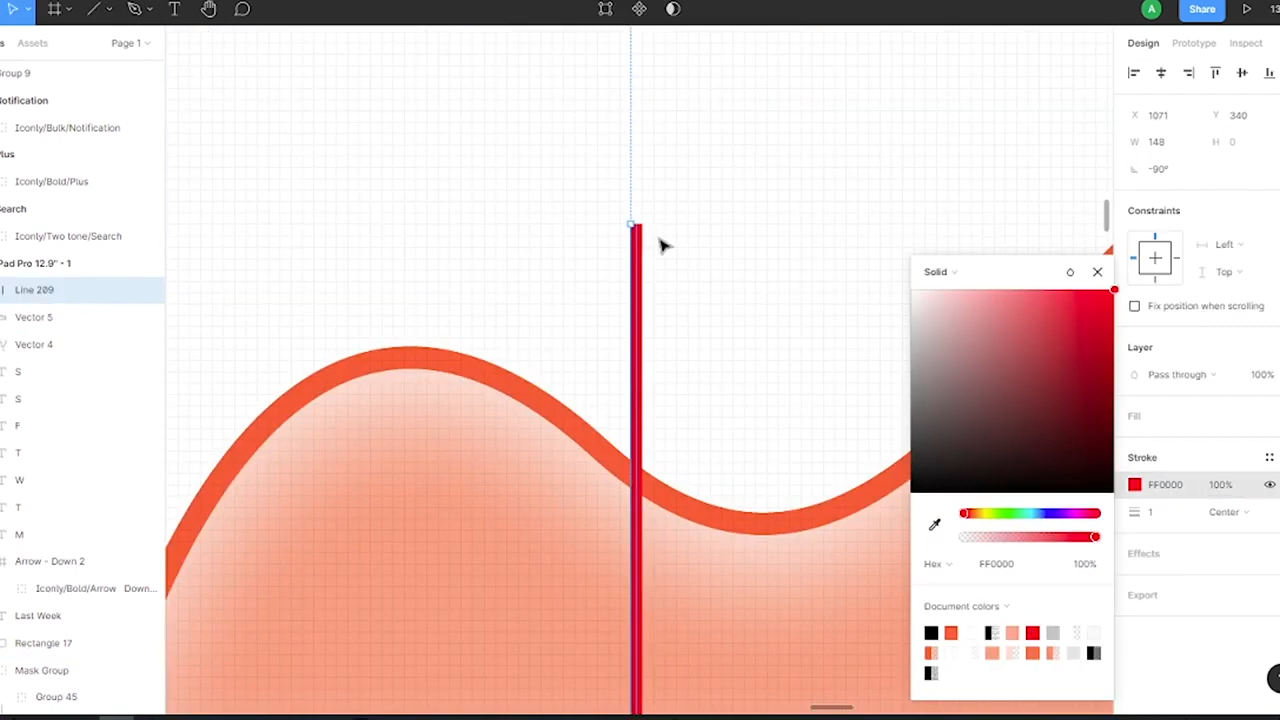 A
Share
13
s
Assets
Page 1
Group 9
Notification
Iconly/Bulk/Notification
Plus
Iconly/Bold/Plus
Search
Iconly/Two tone/Search
Pad Pro 12.9" - 1
Line 209
Vector 5
Vector 4
S
S
F
T
W
T
M
Arrow - Down 2
Iconly/Bold/Arrow Down...
Last Week
Rectangle 17
Mask Group
Group 45
Solid
Hex
FF0000
100%
Document colors
Design
Prototype
Inspect
X
1071
Y
340
W
148
H
0
-90°
Constraints
Left
Top
Fix position when scrolling
Layer
Pass through
100%
Fill
Stroke
FF0000
100%
1
Center
Effects
Export